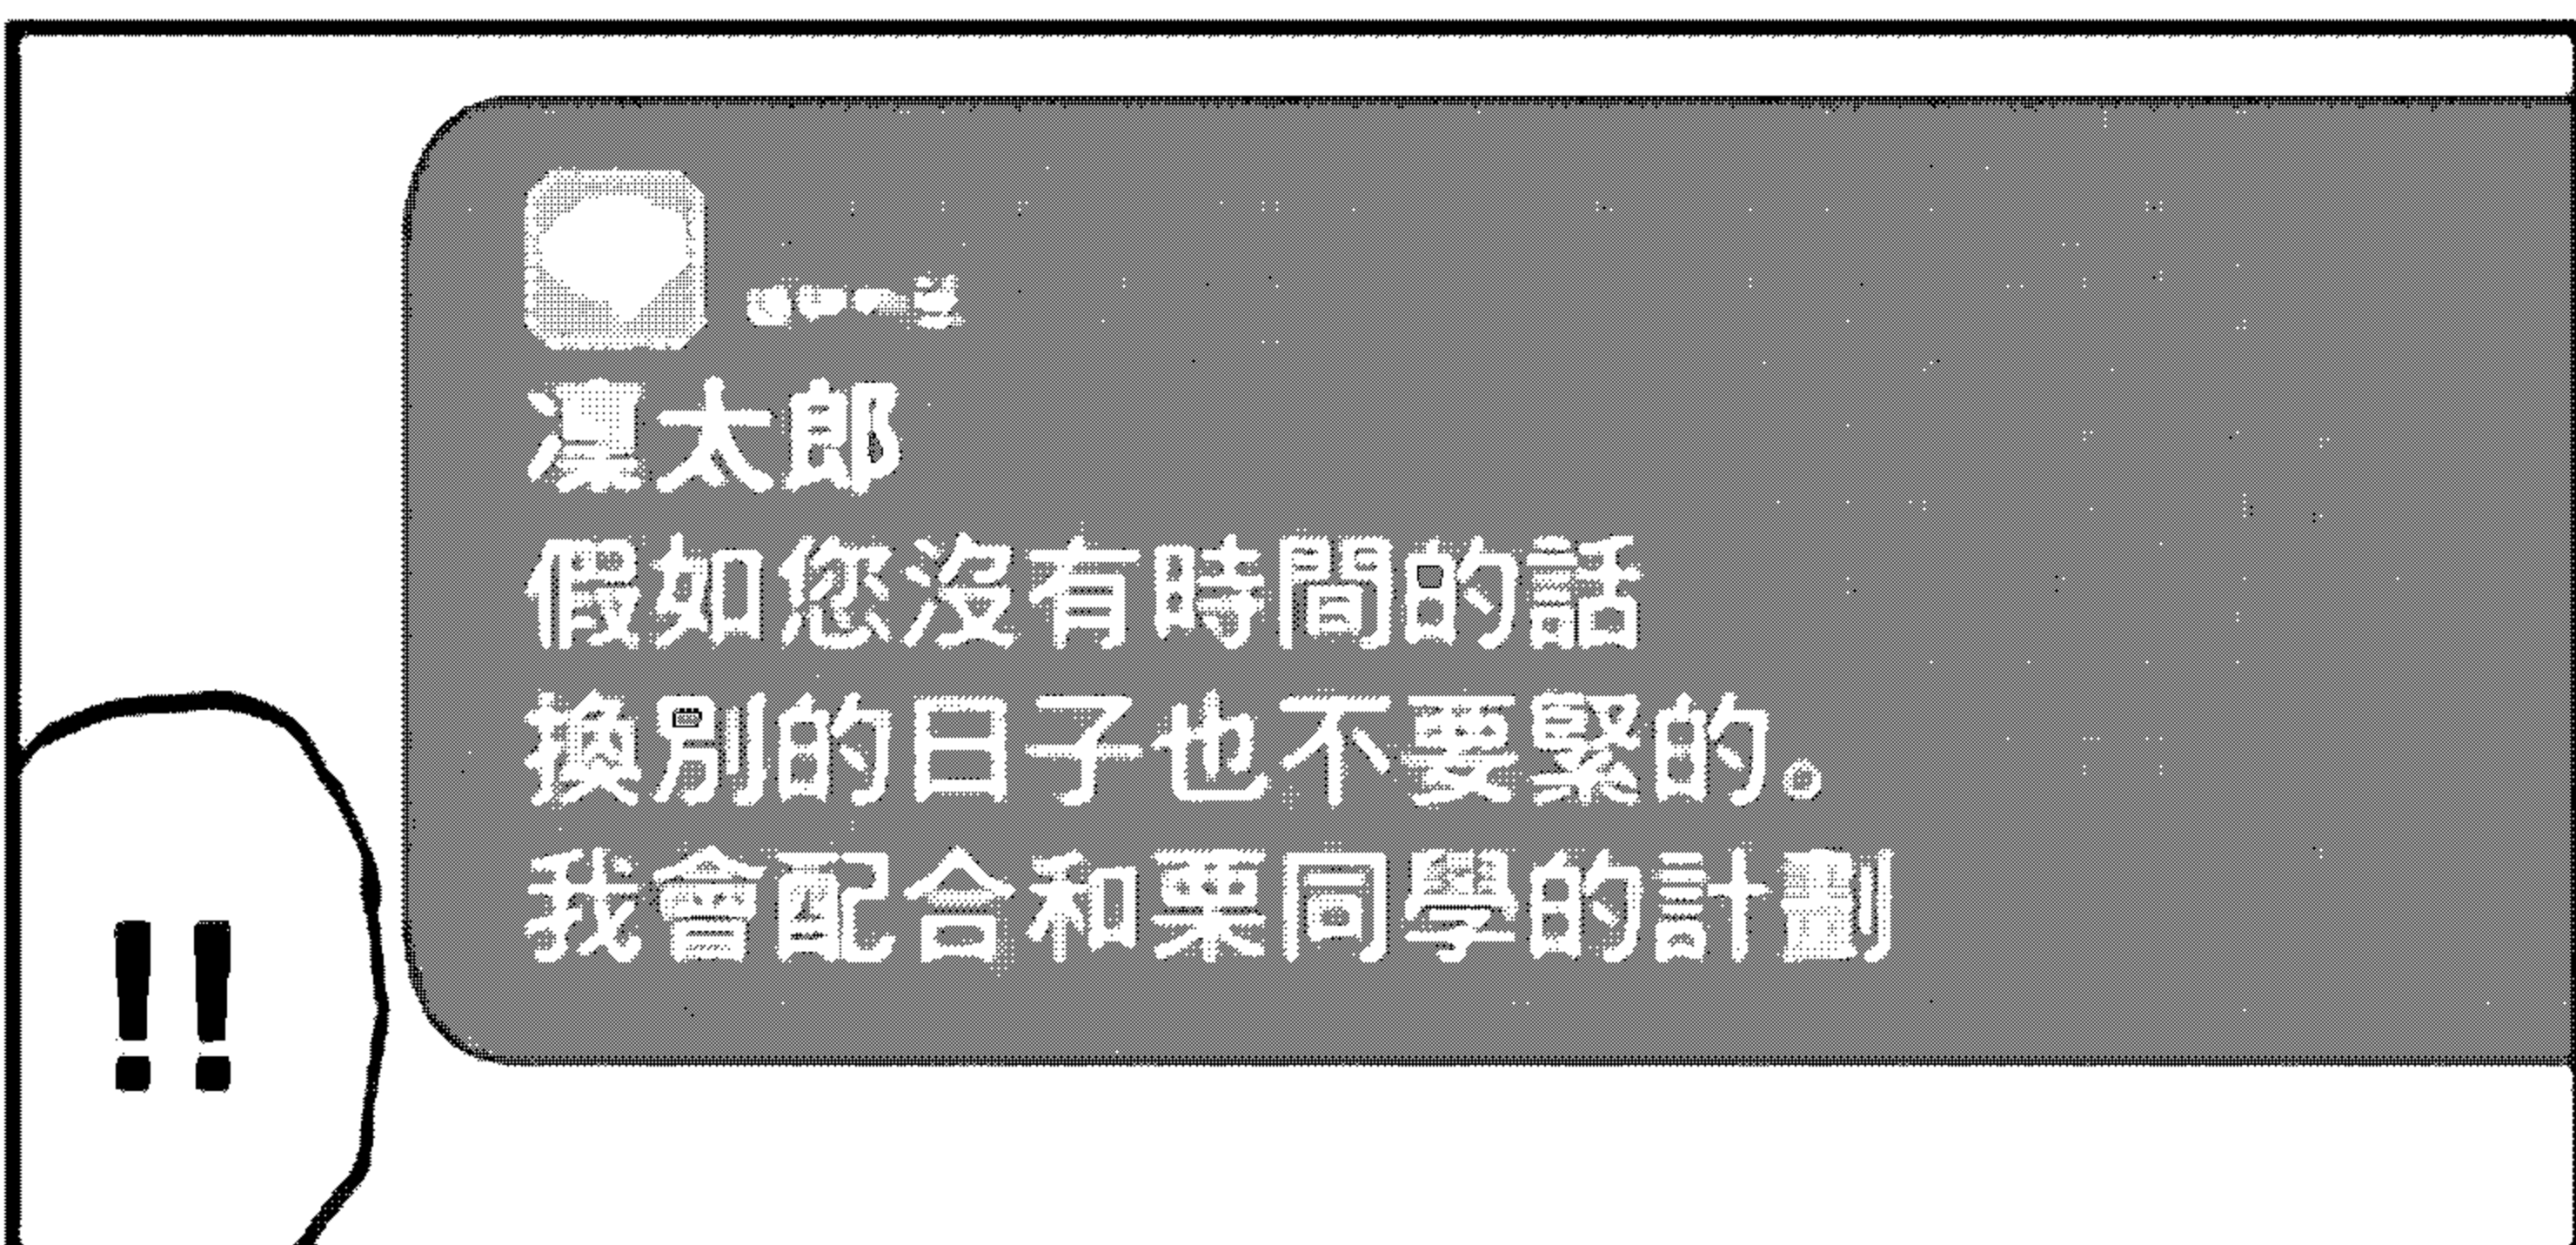 凜太郎
假如您沒有時間的話
換別的日子也不要緊的。
我會配合和栗同學的計劃
!!